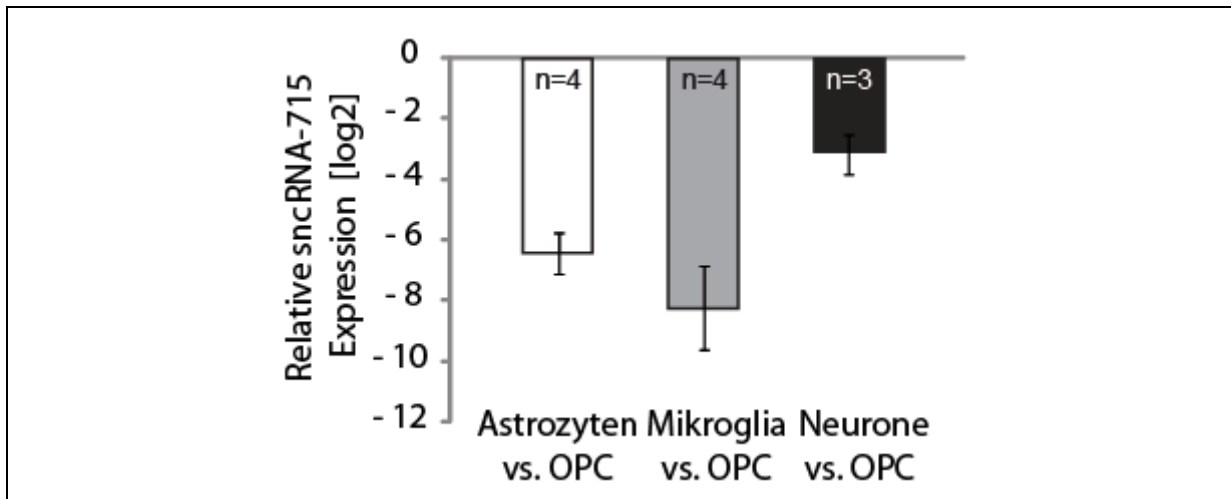 Relative sncRNA-715
Expression [log2]
0
- 2
- 4
- 6
- 8
- 10
- 12
n=4
n=4
n=3
Astrozyten
vs. OPC
Mikroglia
vs. OPC
Neurone
vs. OPC